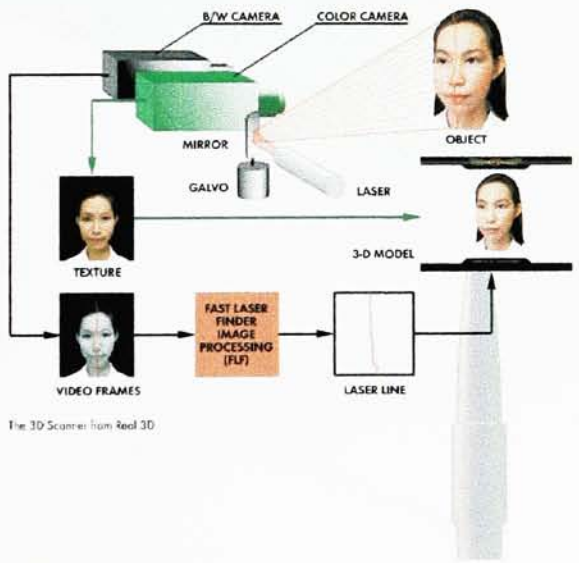 B/W CAMERA
COLOR CAMERA
MIRROR
OBJECT
GALVO
LASER
TEXTURE
3-D MODEL
FAST LASER
FINDER
IMAGE
PROCESSING
(FLF)
VIDEO FRAMES
LASER LINE
The 3D Scanner from Real 3D